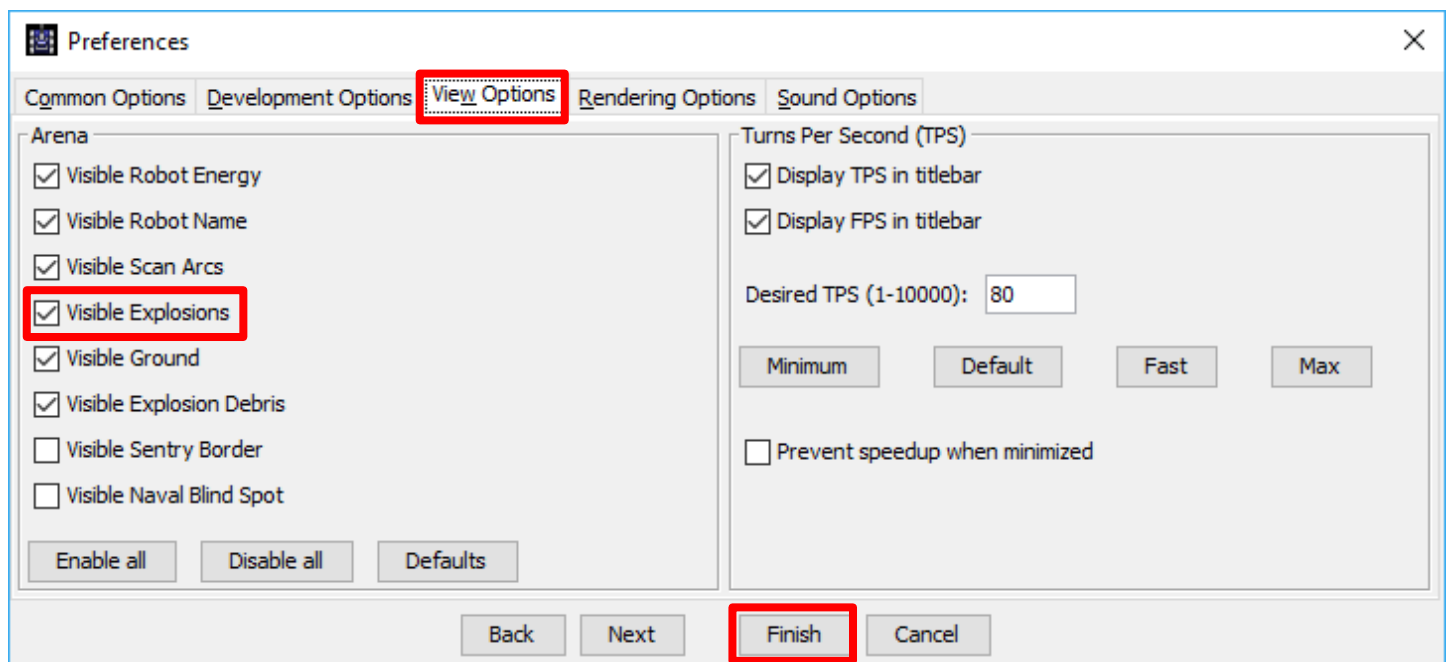 Preferences
Common Options Development Options View Options Rendering Options Sound Options
Arena
Visible Robot Energy
Visible Robot Name
Visible Scan Arcs
Visible Explosions
Visible Ground
Visible Explosion Debris
Visible Sentry Border
Visible Naval Blind Spot
Enable all Disable all Defaults
Turns Per Second (TPS)
Display TPS in titlebar
Display FPS in titlebar
Desired TPS (1-10000): 80
Minimum Default Fast Max
Prevent speedup when minimized
Back Next Finish Cancel